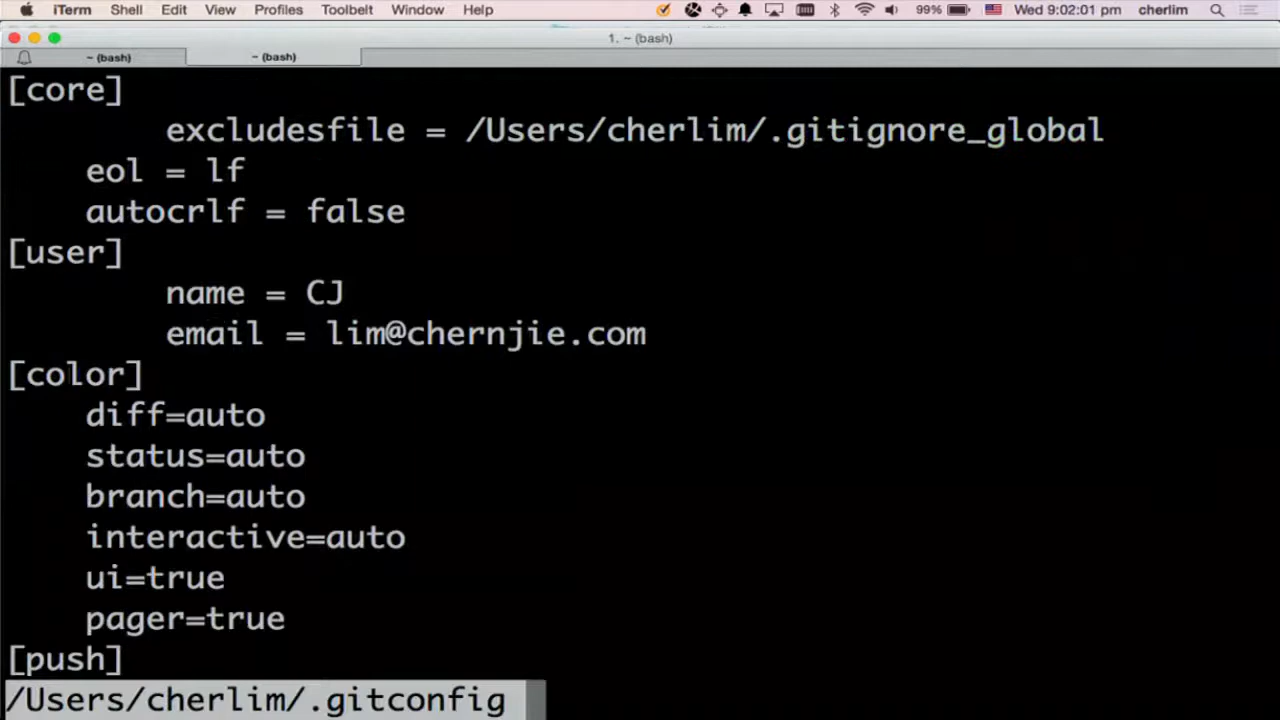 iTerm Shell Edit View Profiles Toolbelt Window Help 99% Wed 9:02:01 pm cherlim
1. ~ (bash)
~ (bash) ~ (bash)
[core]
excludesfile = /Users/cherlim/.gitignore_global
eol = lf
autocrlf = false
[user]
name = CJ
email = lim@chernjie.com
[color]
diff=auto
status=auto
branch=auto
interactive=auto
ui=true
pager=true
[push]
/Users/cherlim/.gitconfig